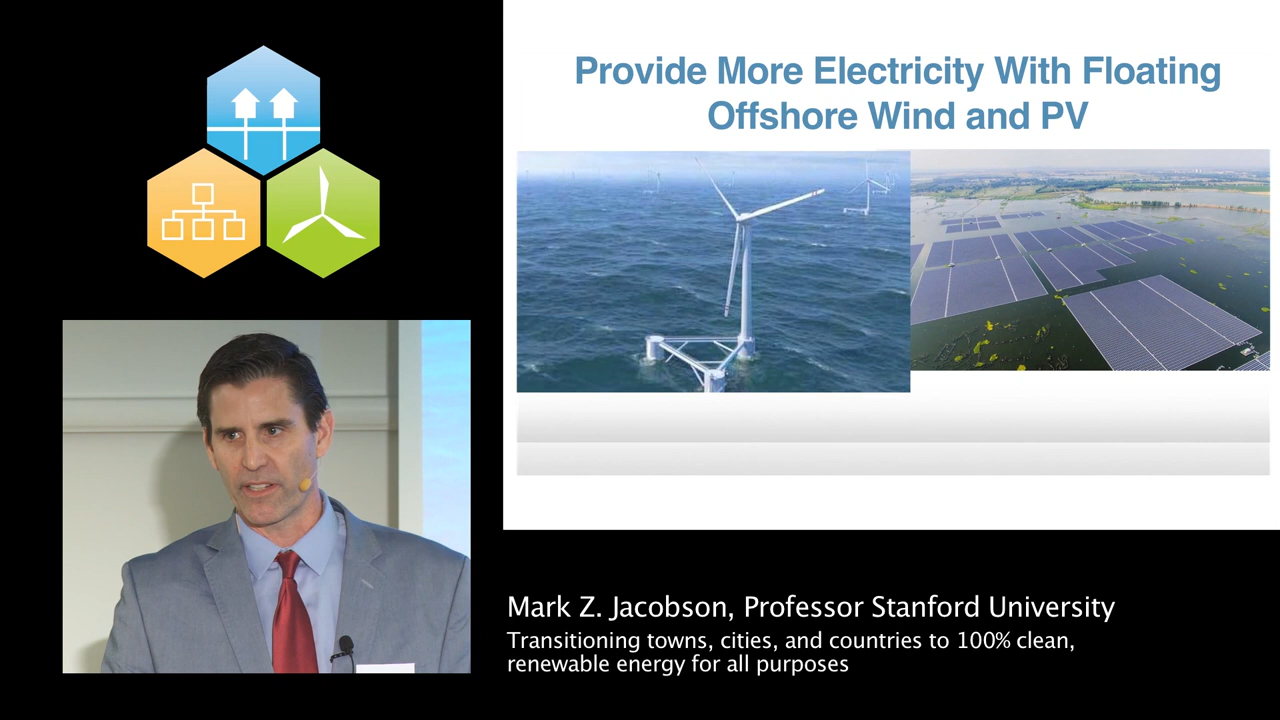 Provide More Electricity With Floating
Offshore Wind and PV
Mark Z. Jacobson, Professor Stanford University
Transitioning towns, cities, and countries to 100% clean,
renewable energy for all purposes